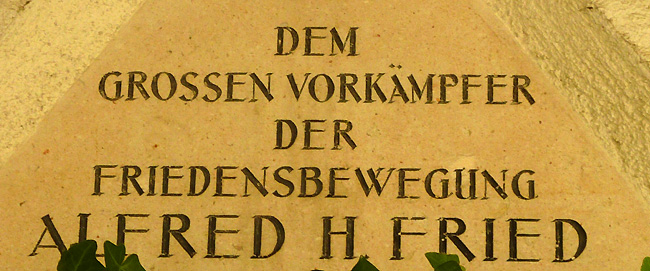 DEM
GROSSEN VORKÄMPFER
DER
FRIEDENSBEWEGUNG
ALFRED H FRIED